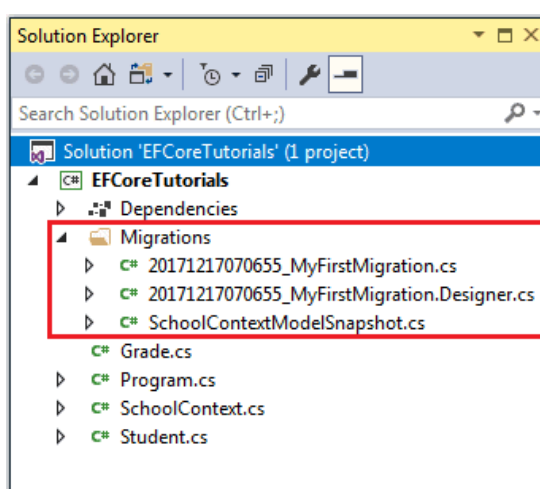 Solution Explorer
Search Solution Explorer (Ctrl+;)
Solution 'EFCoreTutorials' (1 project)
C# EFCoreTutorials
Dependencies
Migrations
C# 20171217070655_MyFirstMigration.cs
C# 20171217070655_MyFirstMigration.Designer.cs
C# SchoolContextModelSnapshot.cs
C# Grade.cs
C# Program.cs
C# SchoolContext.cs
C# Student.cs